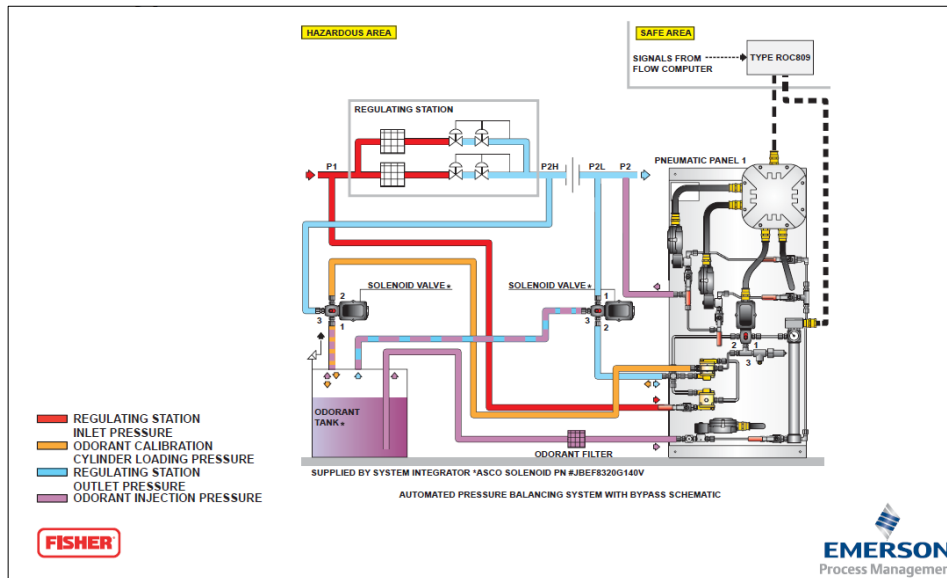 HAZARDOUS AREA
SAFE AREA
SIGNALS FROM
FLOW COMPUTER
TYPE ROC809
REGULATING STATION
P1
P2H
P2L
P2
PNEUMATIC PANEL 1
2
SOLENOID VALVE*
3
1
SOLENOID VALVE*
1
3
2
2
1
3
ODORANT
TANK*
ODORANT FILTER
REGULATING STATION
INLET PRESSURE
ODORANT CALIBRATION
CYLINDER LOADING PRESSURE
REGULATING STATION
OUTLET PRESSURE
ODORANT INJECTION PRESSURE
SUPPLIED BY SYSTEM INTEGRATOR *ASCO SOLENOID PN #JBEF8320G140V
AUTOMATED PRESSURE BALANCING SYSTEM WITH BYPASS SCHEMATIC
FISHER
EMERSON
Process Management